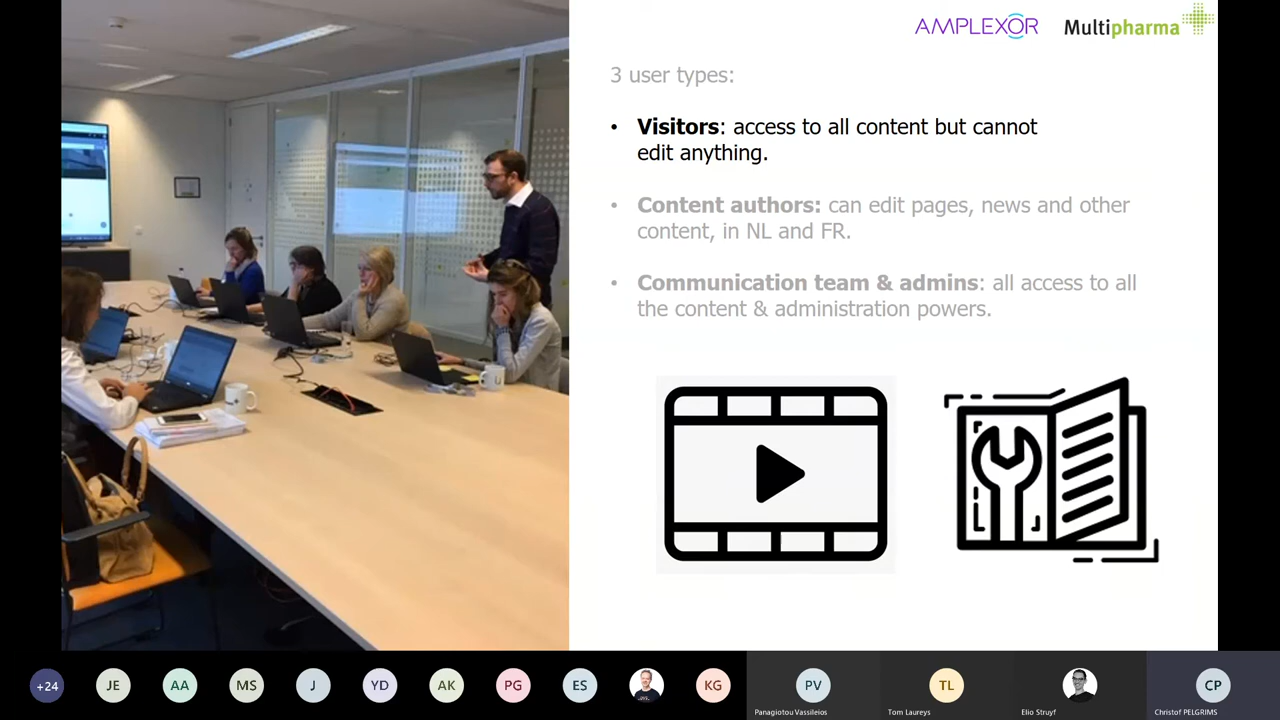 AMPLEXOR Multipharma
3 user types:
• Visitors: access to all content but cannot
edit anything.
• Content authors: can edit pages, news and other
content, in NL and FR.
• Communication team & admins: all access to all
the content & administration powers.
+24 JE AA MS J YD AK PG ES KG PV TL CP
Panagiotou Vassileios Tom Laureys Elio Struyf Christof PELGRIMS